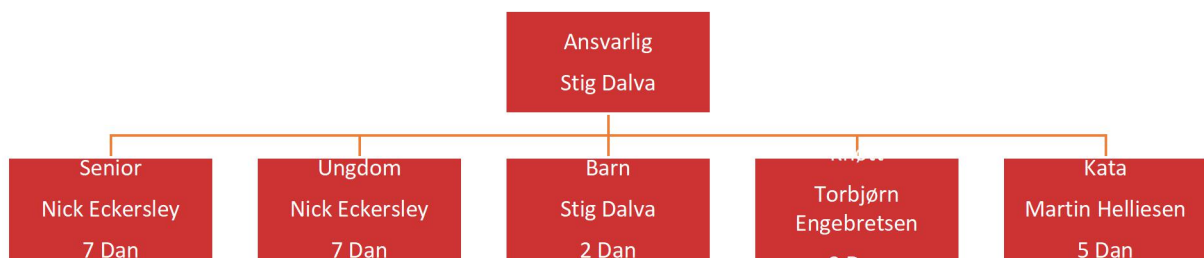 Ansvarlig
Stig Dalva
Senior
Nick Eckersley
7 Dan
Ungdom
Nick Eckersley
7 Dan
Barn
Stig Dalva
2 Dan
Torbjørn
Engebretsen
Kata
Martin Helliesen
5 Dan